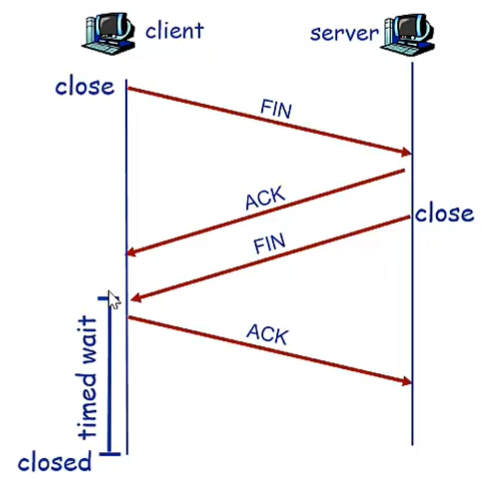 client
server
close
FIN
ACK
close
FIN
ACK
timed wait
closed